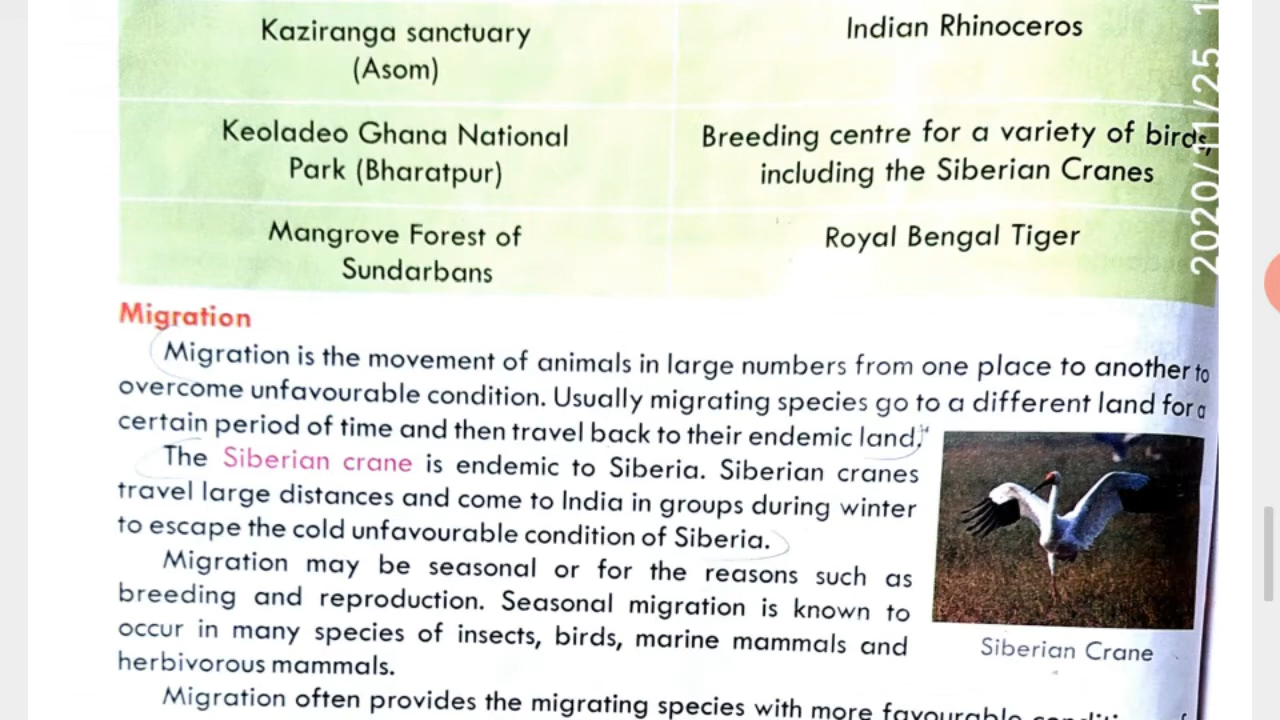 Kaziranga sanctuary
(Asom)
Indian Rhinoceros
Keoladeo Ghana National
Park (Bharatpur)
Breeding centre for a variety of birds,
including the Siberian Cranes
Mangrove Forest of
Sundarbans
Royal Bengal Tiger
2020/11/25 1
Migration
Migration is the movement of animals in large numbers from one place to another to
overcome unfavourable condition. Usually migrating species go to a different land for a
certain period of time and then travel back to their endemic land.
The Siberian crane is endemic to Siberia. Siberian cranes
travel large distances and come to India in groups during winter
to escape the cold unfavourable condition of Siberia.
Migration may be seasonal or for the reasons such as
breeding and reproduction. Seasonal migration is known to
occur in many species of insects, birds, marine mammals and
herbivorous mammals.
Siberian Crane
Migration often provides the migrating species with more favourable